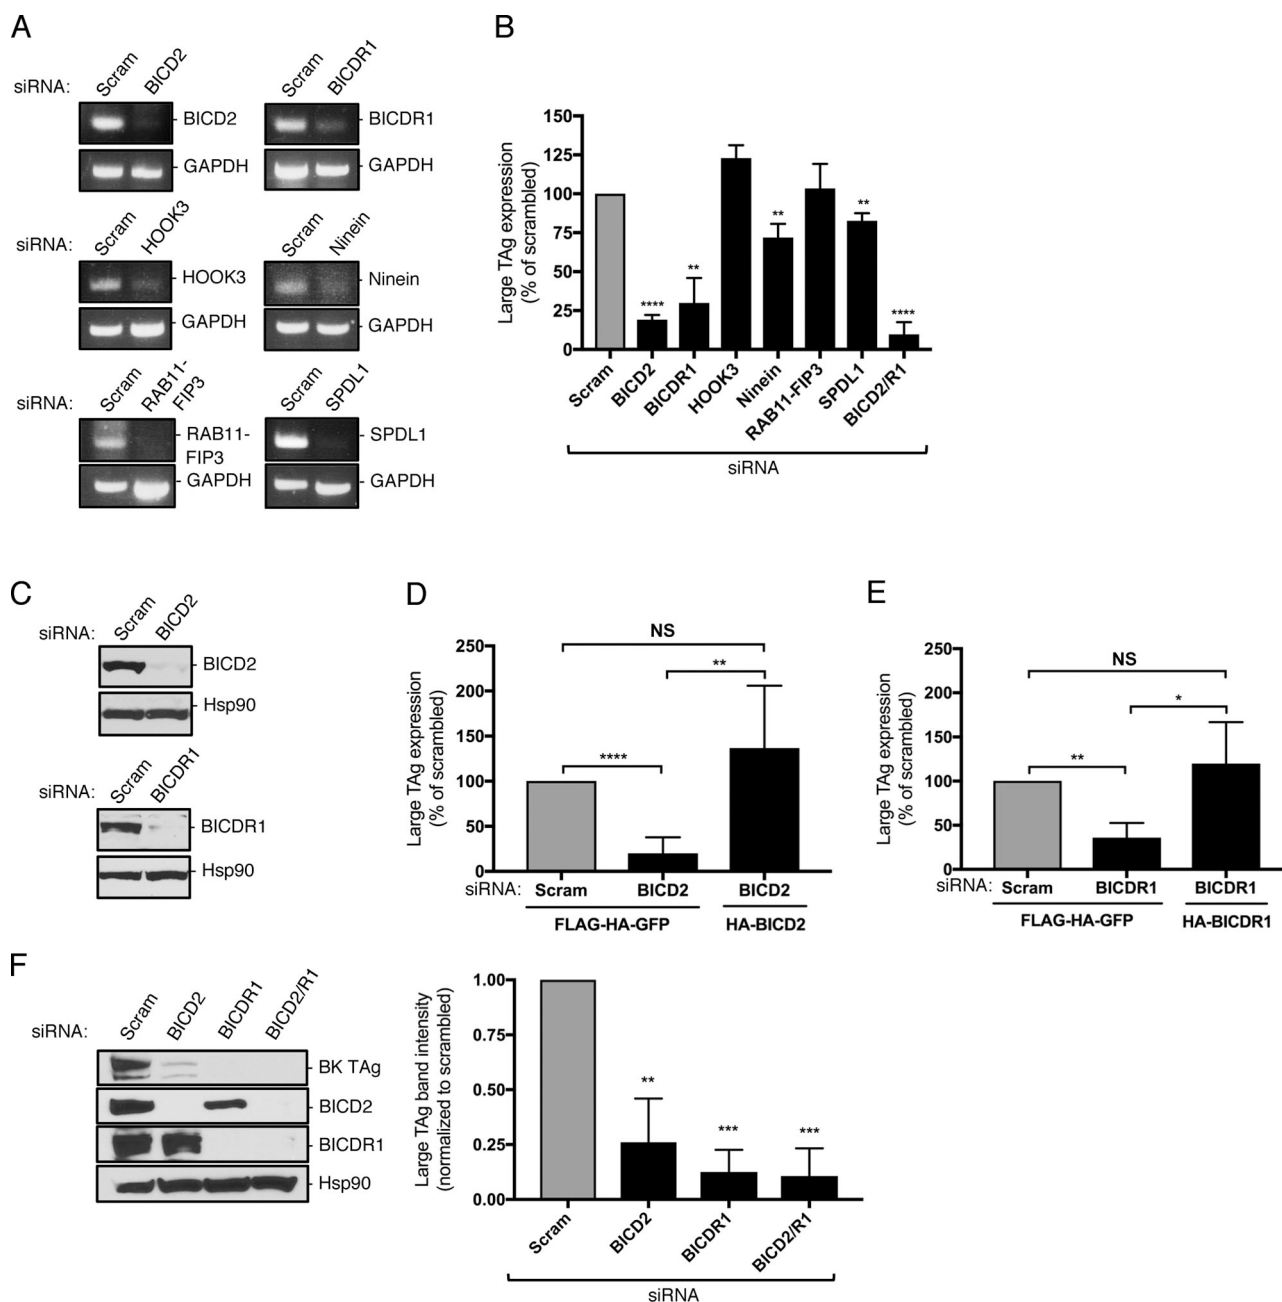 A
siRNA: Scram BICD2
BICD2
GAPDH
Scram BICDR1
BICDR1
GAPDH
siRNA: Scram HOOK3
HOOK3
GAPDH
Scram Ninein
Ninein
GAPDH
siRNA: Scram RAB11-
FIP3
RAB11-
FIP3
GAPDH
Scram SPDL1
SPDL1
GAPDH
B
Large TAg expression
(% of scrambled)
150
125
100
75
50
25
0
**** ** ** ** ****
Scram BICD2 BICDR1 HOOK3 Ninein RAB11-FIP3 SPDL1 BICD2/R1
siRNA
C
siRNA: Scram BICD2
BICD2
Hsp90
siRNA: Scram BICDR1
BICDR1
Hsp90
D
Large TAg expression
(% of scrambled)
250
200
150
100
50
0
NS
**
****
siRNA: Scram BICD2 BICD2
FLAG-HA-GFP HA-BICD2
E
Large TAg expression
(% of scrambled)
250
200
150
100
50
0
NS
*
**
siRNA: Scram BICDR1 BICDR1
FLAG-HA-GFP HA-BICDR1
F
siRNA: Scram BICD2 BICDR1 BICD2/R1
BK TAg
BICD2
BICDR1
Hsp90
Large TAg band intensity
(normalized to scrambled)
1.00
0.75
0.50
0.25
0.00
** *** ***
Scram BICD2 BICDR1 BICD2/R1
siRNA